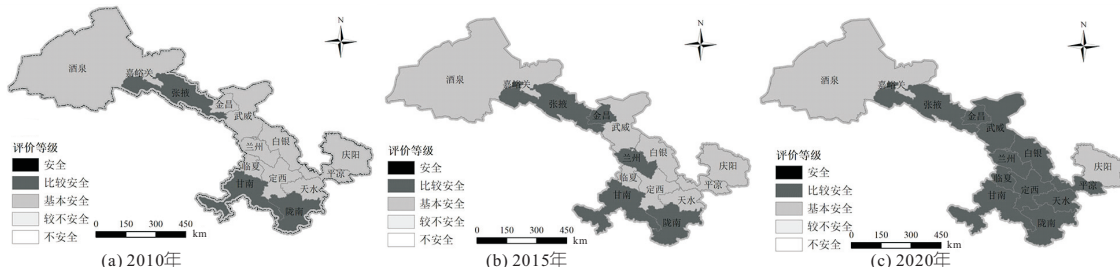 N
酒泉
嘉峪关
张掖
金昌
武威
兰州
白银
临夏
定西
甘南
天水
平凉
庆阳
陇南
评价等级
安全
比较安全
基本安全
较不安全
不安全
0 150 300 450
km
(a) 2010年
N
酒泉
嘉峪关
张掖
金昌
武威
兰州
白银
临夏
定西
甘南
天水
平凉
庆阳
陇南
评价等级
安全
比较安全
基本安全
较不安全
不安全
0 150 300 450
km
(b) 2015年
N
酒泉
嘉峪关
张掖
金昌
武威
兰州
白银
临夏
定西
甘南
天水
平凉
庆阳
陇南
评价等级
安全
比较安全
基本安全
较不安全
不安全
0 150 300 450
km
(c) 2020年